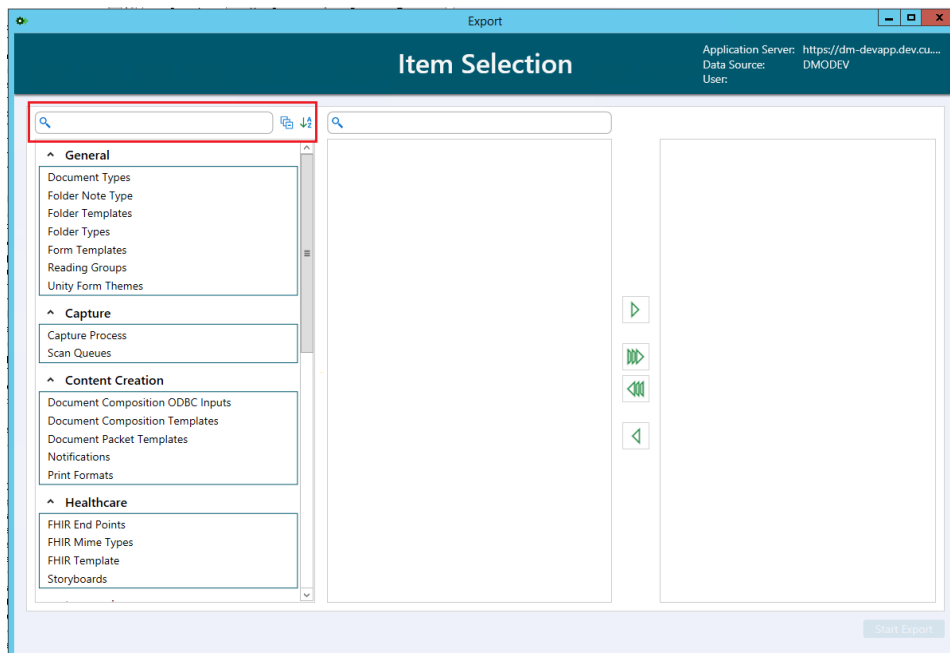 Export
Item Selection
Application Server: https://dm-devapp.dev.cu....
Data Source: DMODEV
User:
General
Document Types
Folder Note Type
Folder Templates
Folder Types
Form Templates
Reading Groups
Unity Form Themes
Capture
Capture Process
Scan Queues
Content Creation
Document Composition ODBC Inputs
Document Composition Templates
Document Packet Templates
Notifications
Print Formats
Healthcare
FHIR End Points
FHIR Mime Types
FHIR Template
Storyboards
Start Export